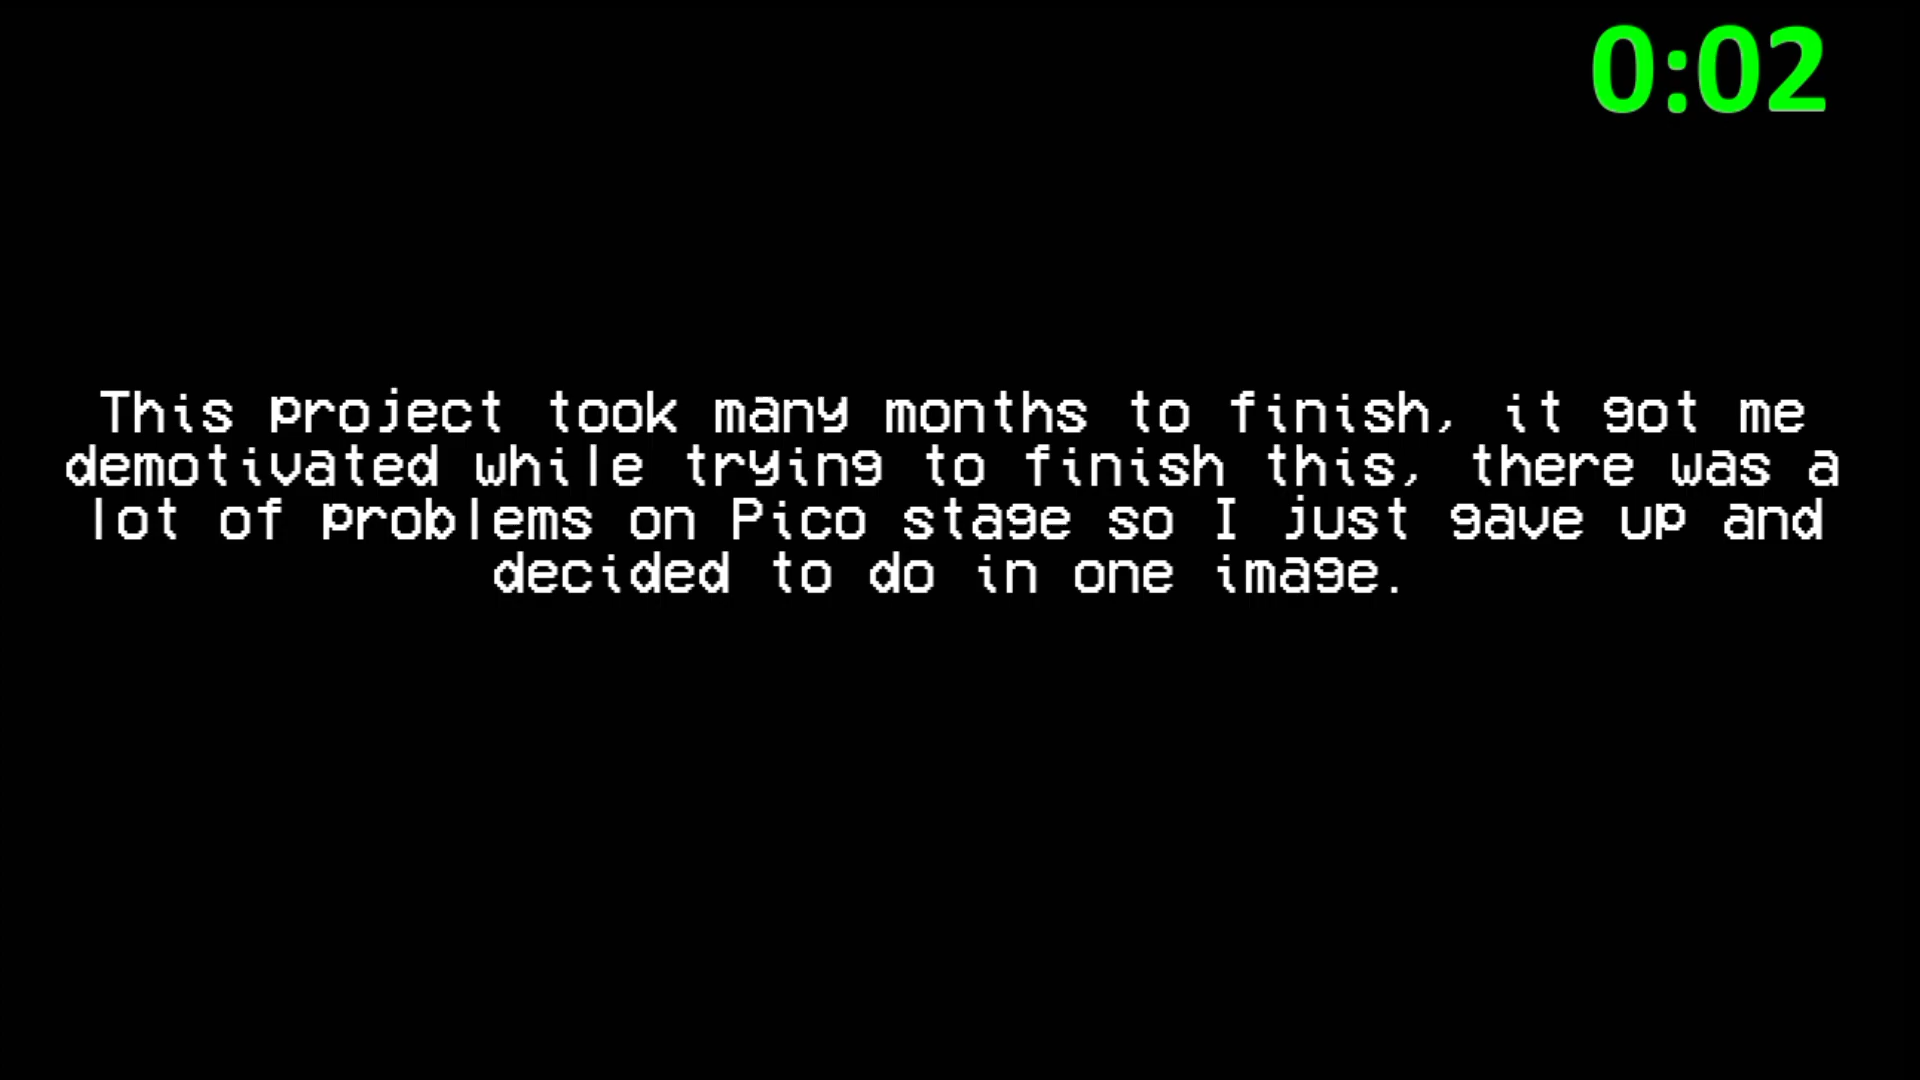 0:02
This project took many months to finish, it got me
demotivated while trying to finish this, there was a
lot of problems on Pico stage so I just gave up and
decided to do in one image.